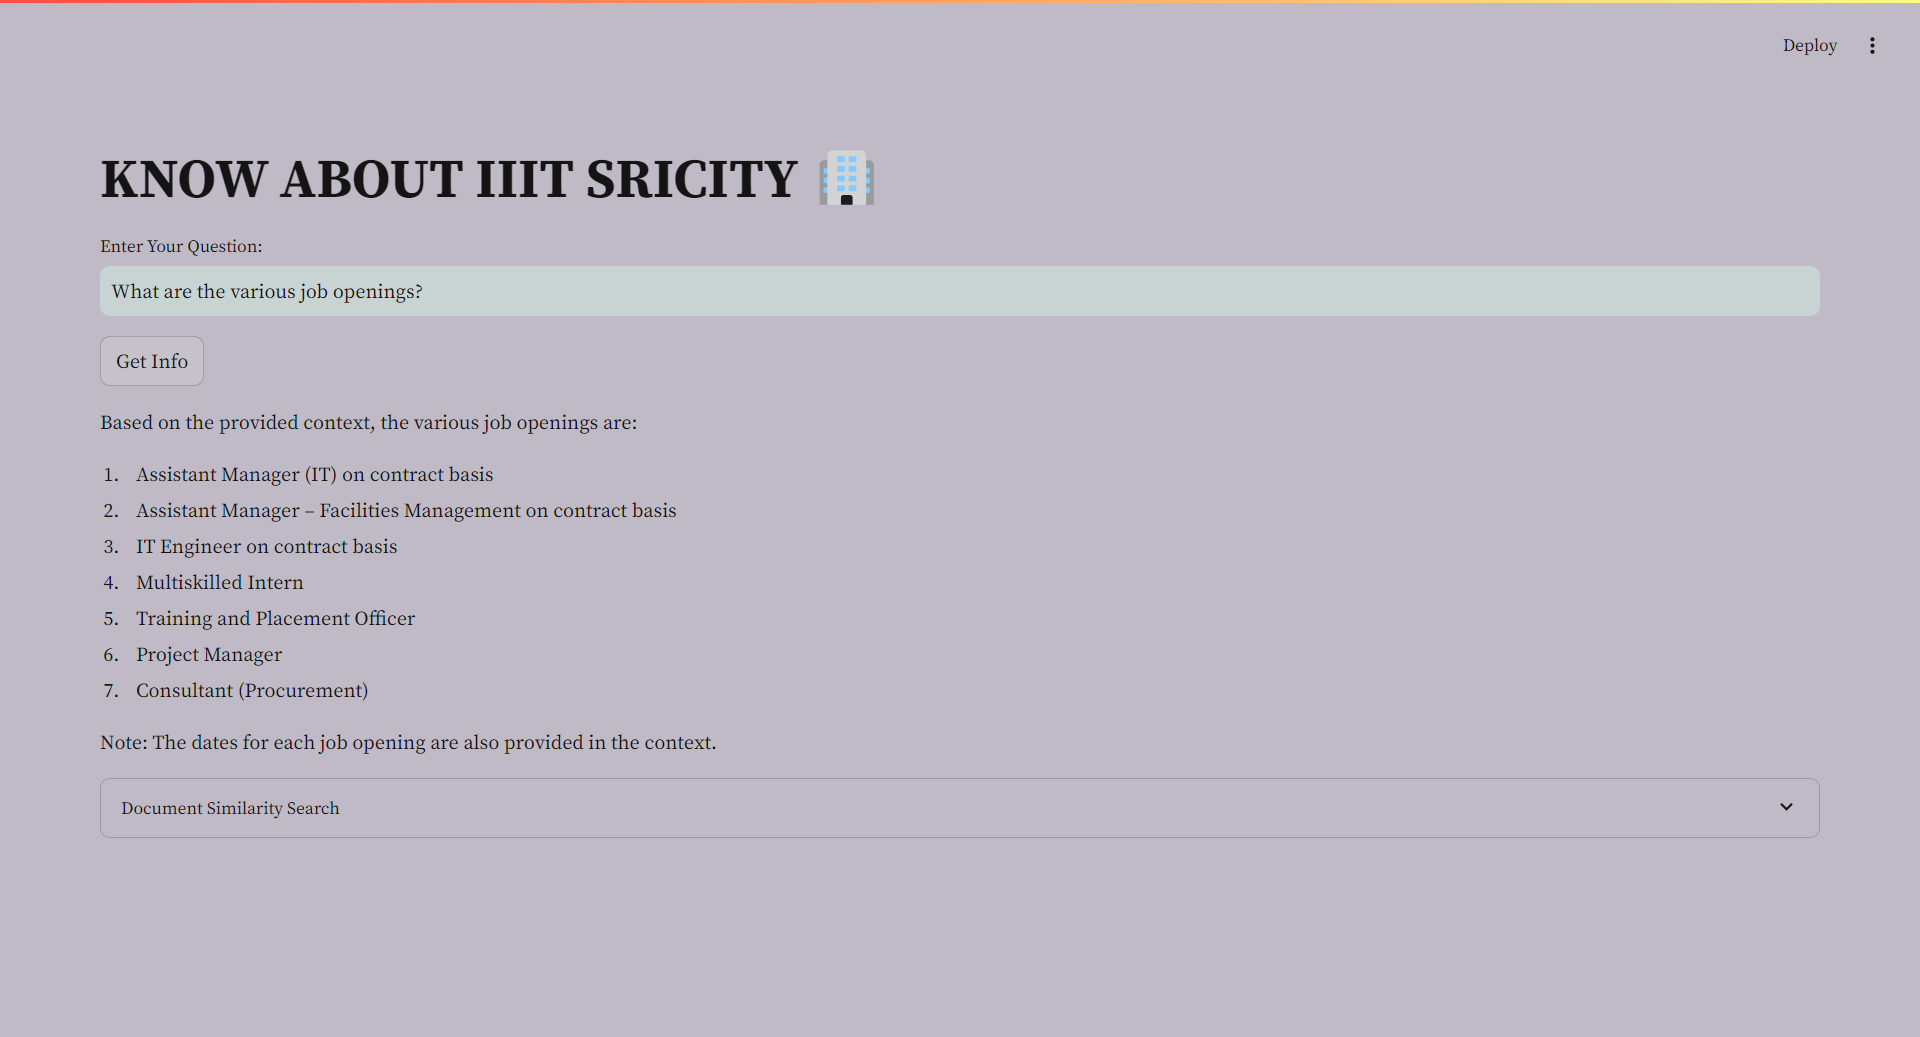 Deploy
KNOW ABOUT IIIT SRICITY
Enter Your Question:
What are the various job openings?
Get Info
Based on the provided context, the various job openings are:
1. Assistant Manager (IT) on contract basis
2. Assistant Manager – Facilities Management on contract basis
3. IT Engineer on contract basis
4. Multiskilled Intern
5. Training and Placement Officer
6. Project Manager
7. Consultant (Procurement)
Note: The dates for each job opening are also provided in the context.
Document Similarity Search